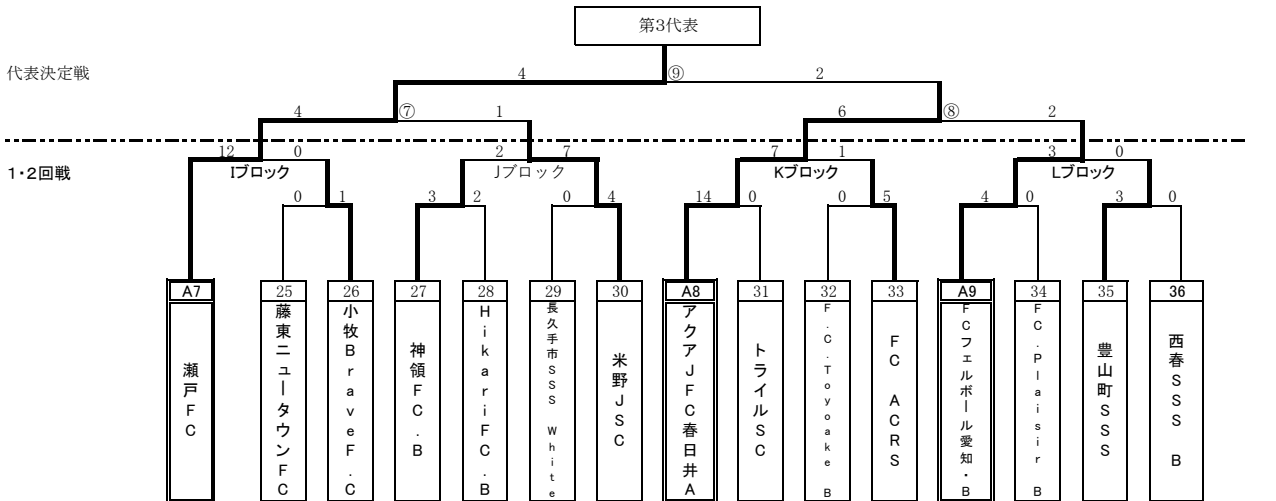 第3代表
代表決定戦
4 ⑨ 2
4 ⑦ 1 6 ⑧ 2
1・2回戦
12 0 2 7 7 1 3 0
Iブロック Jブロック Kブロック Lブロック
0 1 3 2 0 4 14 0 0 5 4 0 3 0
A7 25 26 27 28 29 30 A8 31 32 33 A9 34 35 36
瀬戸FC
藤東ニュータウンFC
小牧BraveF.C
神領FC.B
HikariFC.B
長久手市SSS White
米野JSC
アクアJFC春日井A
トライルSC
F.C.Toyoake B
FC ACRS
FCフェルボール愛知・B
FC.Plaisir B
豊山町SSS
西春SSS B